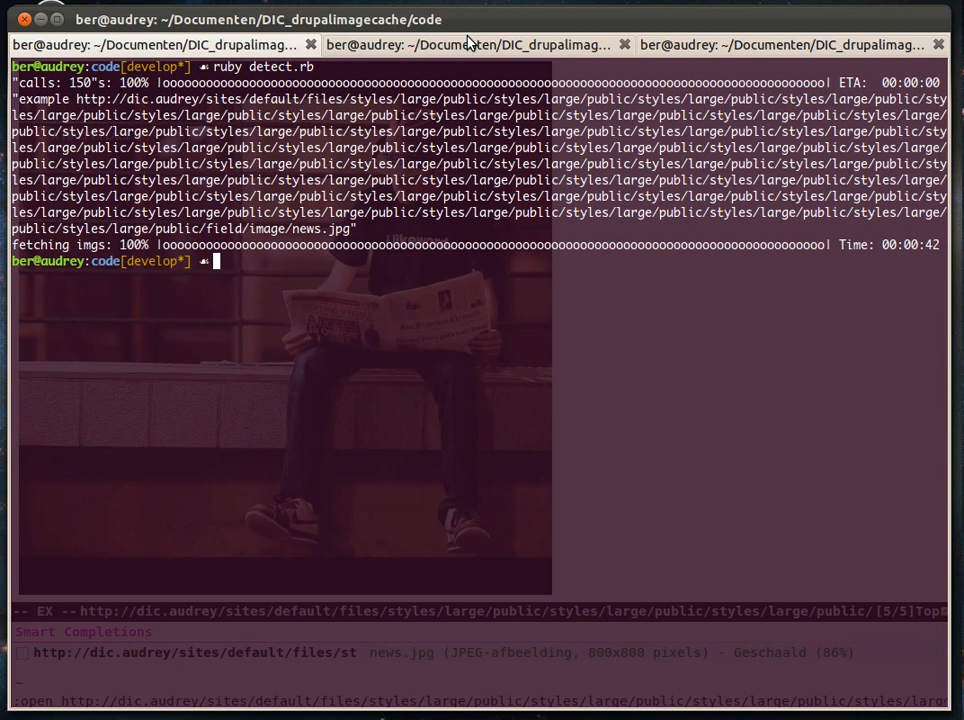 ber@audrey: ~/Documenten/DIC_drupalimagecache/code
ber@audrey: ~/Documenten/DIC_drupalimag... ber@audrey: ~/Documenten/DIC_drupalimag... ber@audrey: ~/Documenten/DIC_drupalimag...
ber@audrey:code[develop*] ☙ ruby detect.rb
"calls: 150"s: 100% |oooooooooooooooooooooooooooooooooooooooooooooooooooooooooooooooooooooooooooooooooooooooooooo| ETA:  00:00:00
"example http://dic.audrey/sites/default/files/styles/large/public/styles/large/public/styles/large/public/styles/large/public/sty
les/large/public/styles/large/public/styles/large/public/styles/large/public/styles/large/public/styles/large/public/styles/large/
public/styles/large/public/styles/large/public/styles/large/public/styles/large/public/styles/large/public/styles/large/public/sty
les/large/public/styles/large/public/styles/large/public/styles/large/public/styles/large/public/styles/large/public/styles/large/
public/styles/large/public/styles/large/public/styles/large/public/styles/large/public/styles/large/public/styles/large/public/sty
les/large/public/styles/large/public/styles/large/public/styles/large/public/styles/large/public/styles/large/public/styles/large/
public/styles/large/public/styles/large/public/styles/large/public/styles/large/public/styles/large/public/styles/large/public/sty
les/large/public/styles/large/public/styles/large/public/styles/large/public/styles/large/public/styles/large/public/styles/large/
public/styles/large/public/field/image/news.jpg"
fetching imgs: 100% |oooooooooooooooooooooooooooooooooooooooooooooooooooooooooooooooooooooooooooooooooooooooooooo| Time: 00:00:42
ber@audrey:code[develop*] ☙
-- EX -- http://dic.audrey/sites/default/files/styles/large/public/styles/large/public/styles/large/public/ [5/5] Top
Smart Completions
http://dic.audrey/sites/default/files/st news.jpg (JPEG-afbeelding, 800x800 pixels) - Geschaald (86%)
~
:open http://dic.audrey/sites/default/files/styles/large/public/styles/large/public/styles/large/public/styles/large